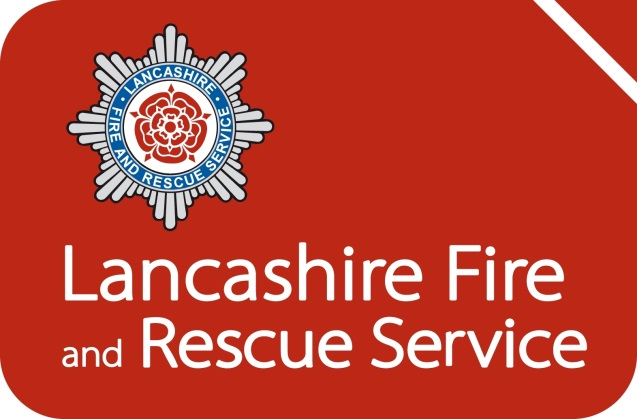 LANCASHIRE
FIRE AND RESCUE SERVICE
Lancashire Fire
and Rescue Service